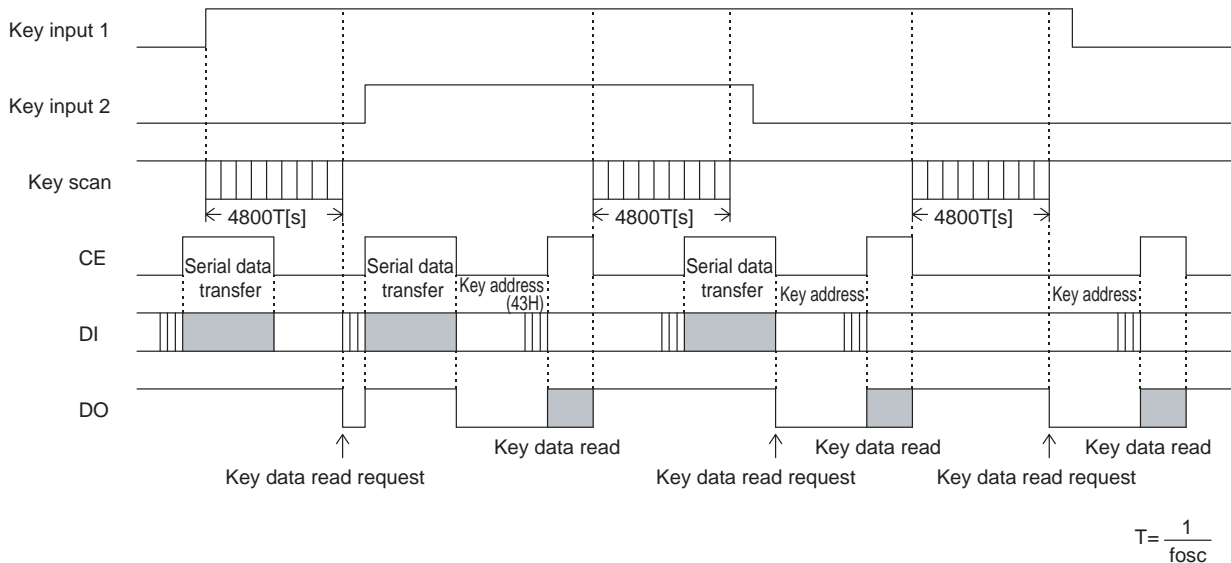 Key input 1
Key input 2
Key scan
4800T[s]
4800T[s]
4800T[s]
CE
Serial data
transfer
Serial data
transfer
Key address
(43H)
Serial data
transfer
Key address
Key address
DI
DO
Key data read
Key data read
Key data read
Key data read request
Key data read request
Key data read request
T= 1
fosc